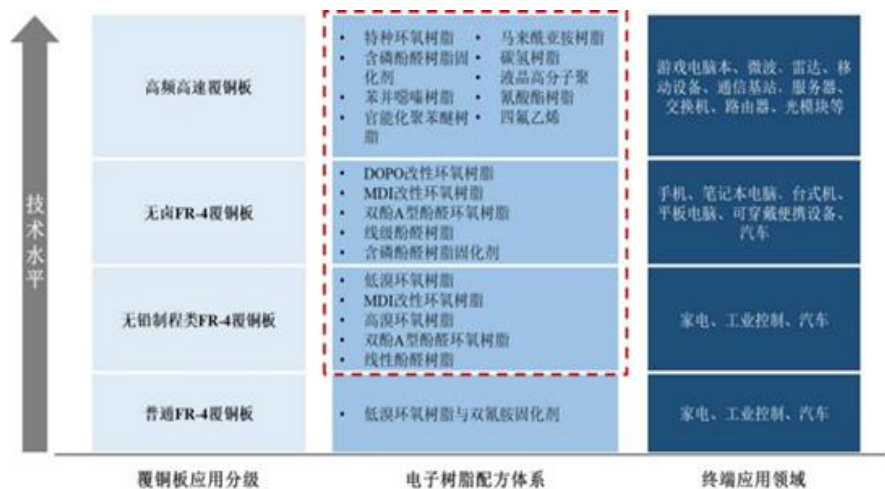 技术水平
高频高速覆铜板
特种环氧树脂
含磷酚醛树脂固
化剂
苯并噁嗪树脂
官能化聚苯醚树
脂
马来酰亚胺树脂
碳氢树脂
液晶高分子聚
氰酸酯树脂
四氟乙烯
游戏电脑本、微波、雷达、移
动设备、通信基站、服务器、
交换机、路由器、光模块等
无卤FR-4覆铜板
DOPO改性环氧树脂
MDI改性环氧树脂
双酚A型酚醛环氧树脂
线级酚醛树脂
含磷酚醛树脂固化剂
手机、笔记本电脑、台式机、
平板电脑、可穿戴便携设备、
汽车
无铅制程类FR-4覆铜板
低溴环氧树脂
MDI改性环氧树脂
高溴环氧树脂
双酚A型酚醛环氧树脂
线性酚醛树脂
家电、工业控制、汽车
普通FR-4覆铜板
低溴环氧树脂与双氰胺固化剂
家电、工业控制、汽车
覆铜板应用分级
电子树脂配方体系
终端应用领域